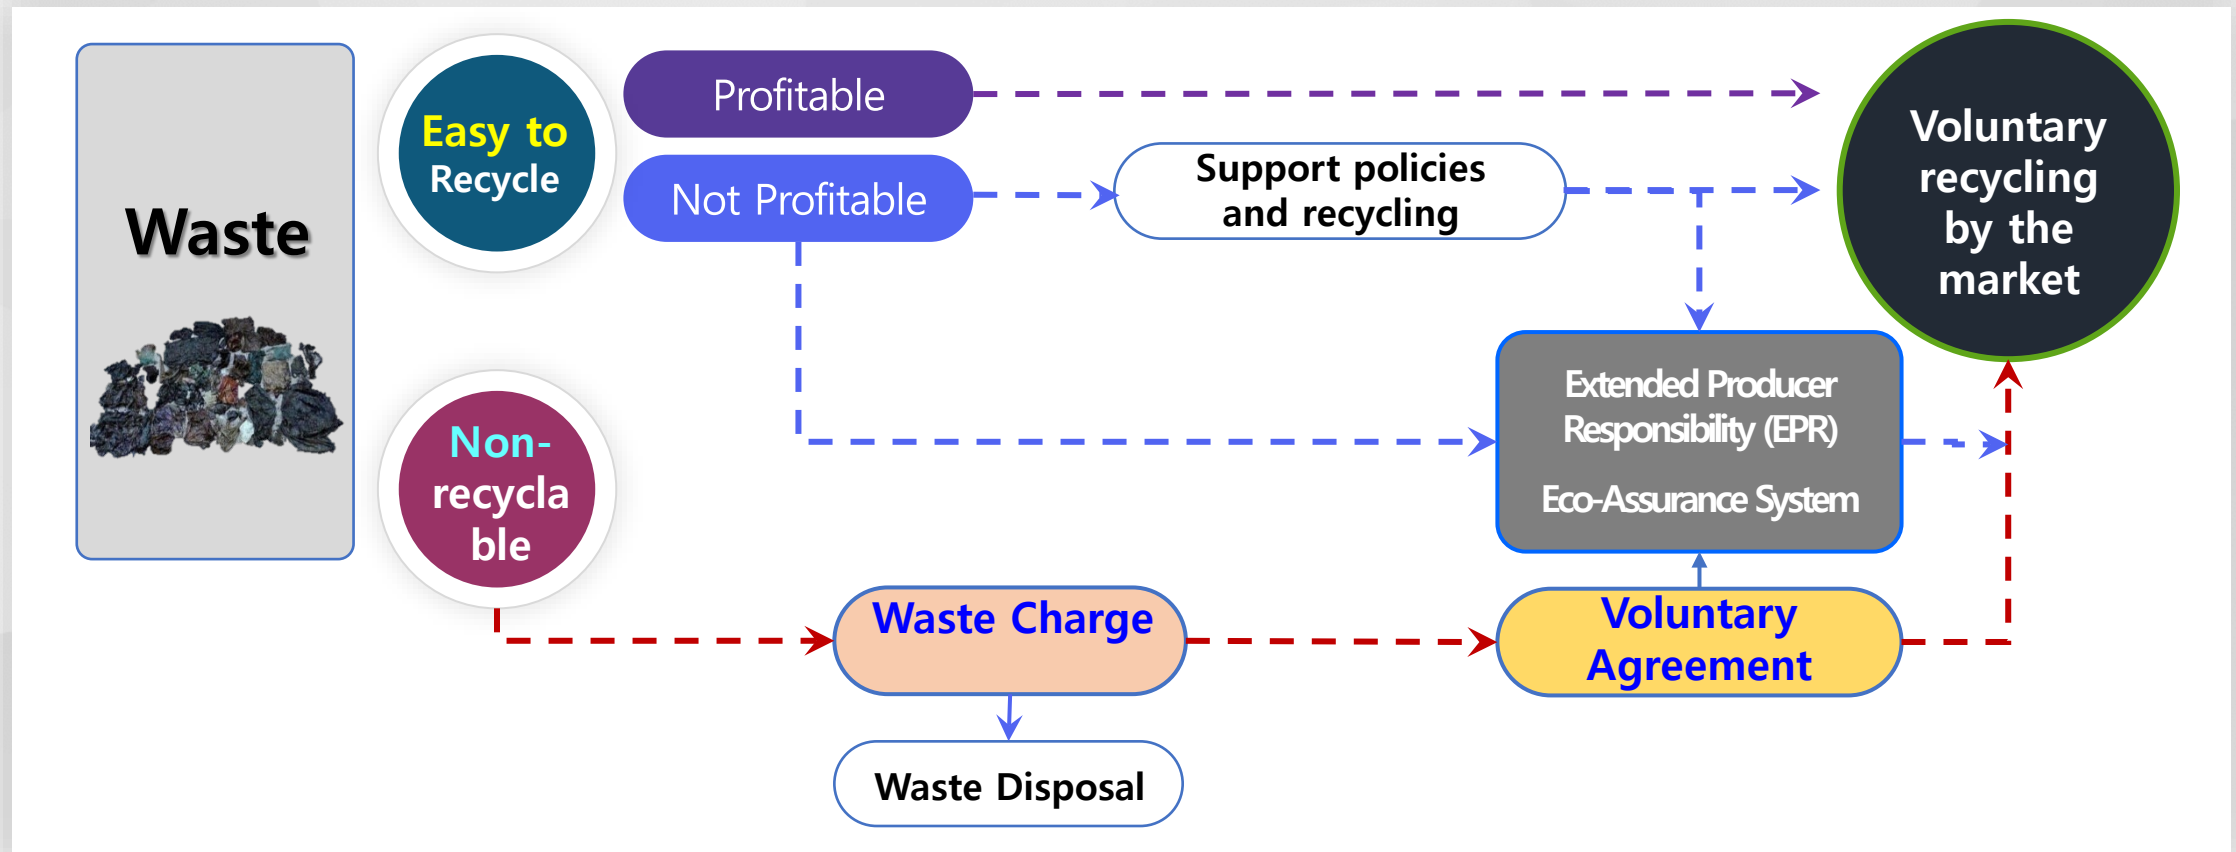 Waste
Easy to
Recycle
Profitable
Not Profitable
Support policies
and recycling
Voluntary
recycling
by the
market
Extended Producer
Responsibility (EPR)
Eco-Assurance System
Non-
recycla
ble
Waste Charge
Voluntary
Agreement
Waste Disposal